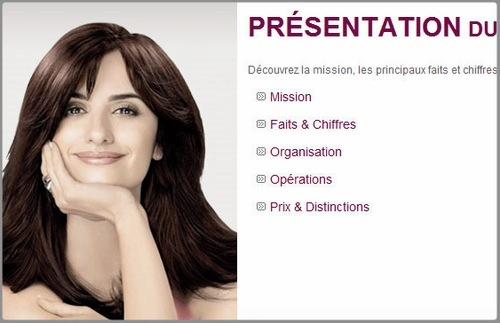 PRÉSENTATION DU
Découvrez la mission, les principaux faits et chiffres
Mission
Faits & Chiffres
Organisation
Opérations
Prix & Distinctions